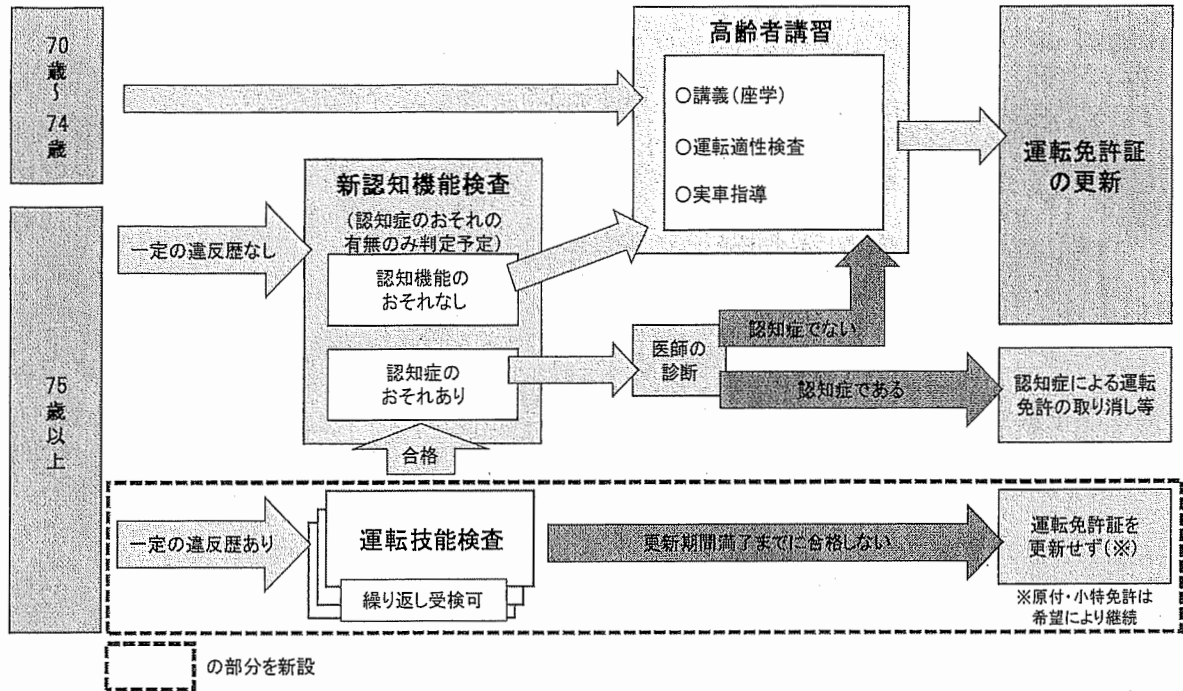 70歳～74歳
高齢者講習
○講義(座学)
○運転適性検査
○実車指導
運転免許証
の更新
75歳以上
一定の違反歴なし
新認知機能検査
(認知症のおそれの
有無のみ判定予定)
認知機能の
おそれなし
認知症の
おそれあり
医師の
診断
認知症でない
認知症である
認知症による運転
免許の取り消し等
合格
一定の違反歴あり
運転技能検査
繰り返し受検可
更新期間満了までに合格しない
運転免許証を
更新せず(※)
※原付・小特免許は
希望により継続
の部分を新設